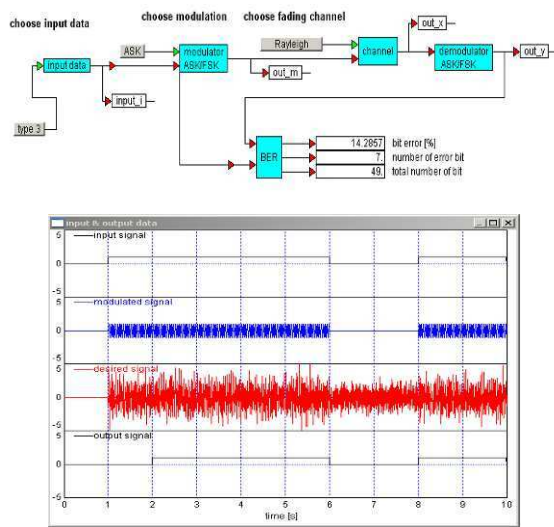 choose input data
choose modulation
choose fading channel
out_x
ASK
Rayleigh
input data
modulator
ASK/FSK
channel
demodulator
ASK/FSK
out_y
out_m
input_i
type 3
BER
14.2857 bit error [%]
7. number of error bit
49. total number of bit
input & output data
5
input signal
0
-5
5
modulated signal
0
-5
5
desired signal
0
-5
5
output signal
0
-5
0 1 2 3 4 5 6 7 8 9 10
time [s]